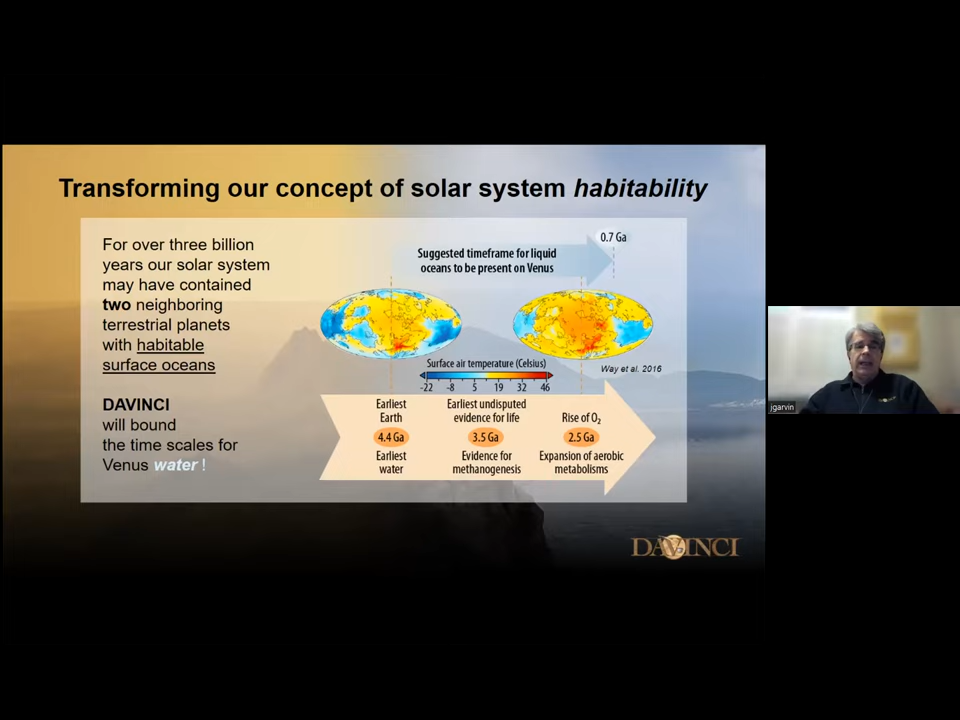 Transforming our concept of solar system habitability
For over three billion
years our solar system
may have contained
two neighboring
terrestrial planets
with habitable
surface oceans
DAVINCI
will bound
the time scales for
Venus water !
0.7 Ga
Suggested timeframe for liquid
oceans to be present on Venus
Way et al. 2016
Surface air temperature (Celsius)
-22 -8 5 19 32 46
Earliest
Earth
4.4 Ga
Earliest
water
Earliest undisputed
evidence for life
3.5 Ga
Evidence for
methanogenesis
Rise of O₂
2.5 Ga
Expansion of aerobic
metabolisms
DAVINCI
jgarvin